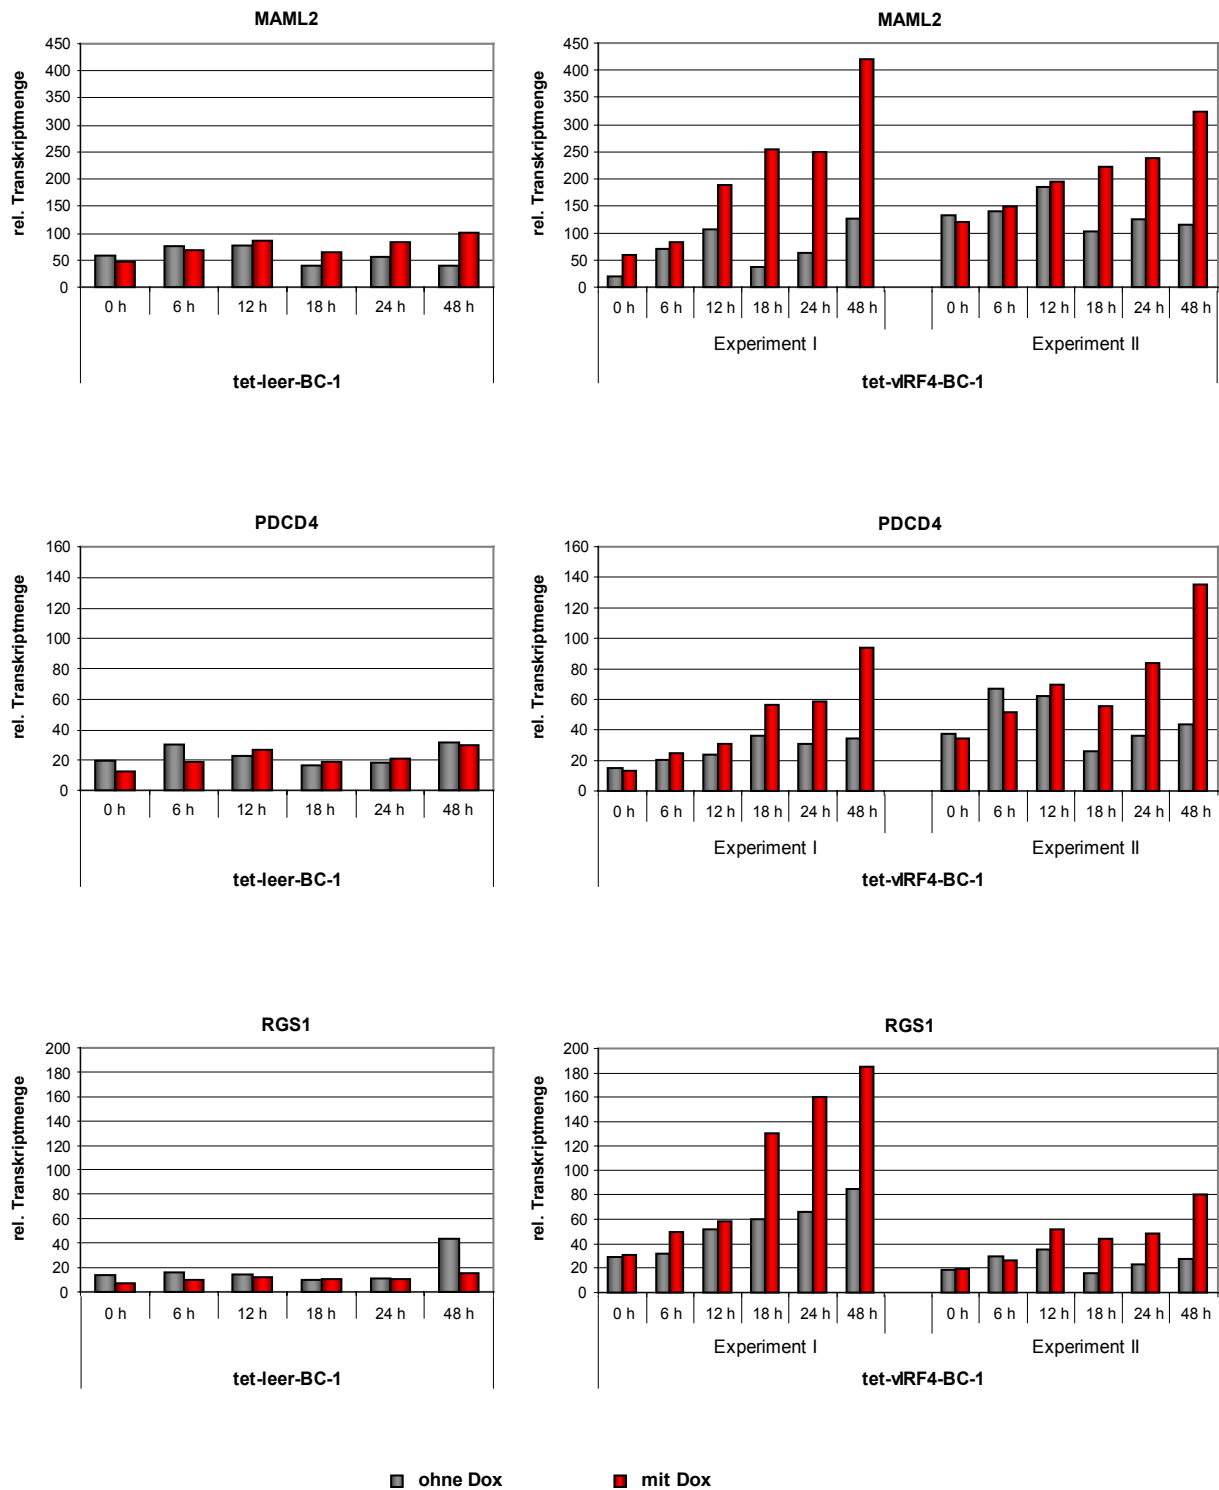 MAML2
rel. Transkriptmenge
450
400
350
300
250
200
150
100
50
0
0 h 6 h 12 h 18 h 24 h 48 h
tet-leer-BC-1
MAML2
rel. Transkriptmenge
450
400
350
300
250
200
150
100
50
0
0 h 6 h 12 h 18 h 24 h 48 h 0 h 6 h 12 h 18 h 24 h 48 h
Experiment I Experiment II
tet-vIRF4-BC-1
PDCD4
rel. Transkriptmenge
160
140
120
100
80
60
40
20
0
0 h 6 h 12 h 18 h 24 h 48 h
tet-leer-BC-1
PDCD4
rel. Transkriptmenge
160
140
120
100
80
60
40
20
0
0 h 6 h 12 h 18 h 24 h 48 h 0 h 6 h 12 h 18 h 24 h 48 h
Experiment I Experiment II
tet-vIRF4-BC-1
RGS1
rel. Transkriptmenge
200
180
160
140
120
100
80
60
40
20
0
0 h 6 h 12 h 18 h 24 h 48 h
tet-leer-BC-1
RGS1
rel. Transkriptmenge
200
180
160
140
120
100
80
60
40
20
0
0 h 6 h 12 h 18 h 24 h 48 h 0 h 6 h 12 h 18 h 24 h 48 h
Experiment I Experiment II
tet-vIRF4-BC-1
ohne Dox mit Dox